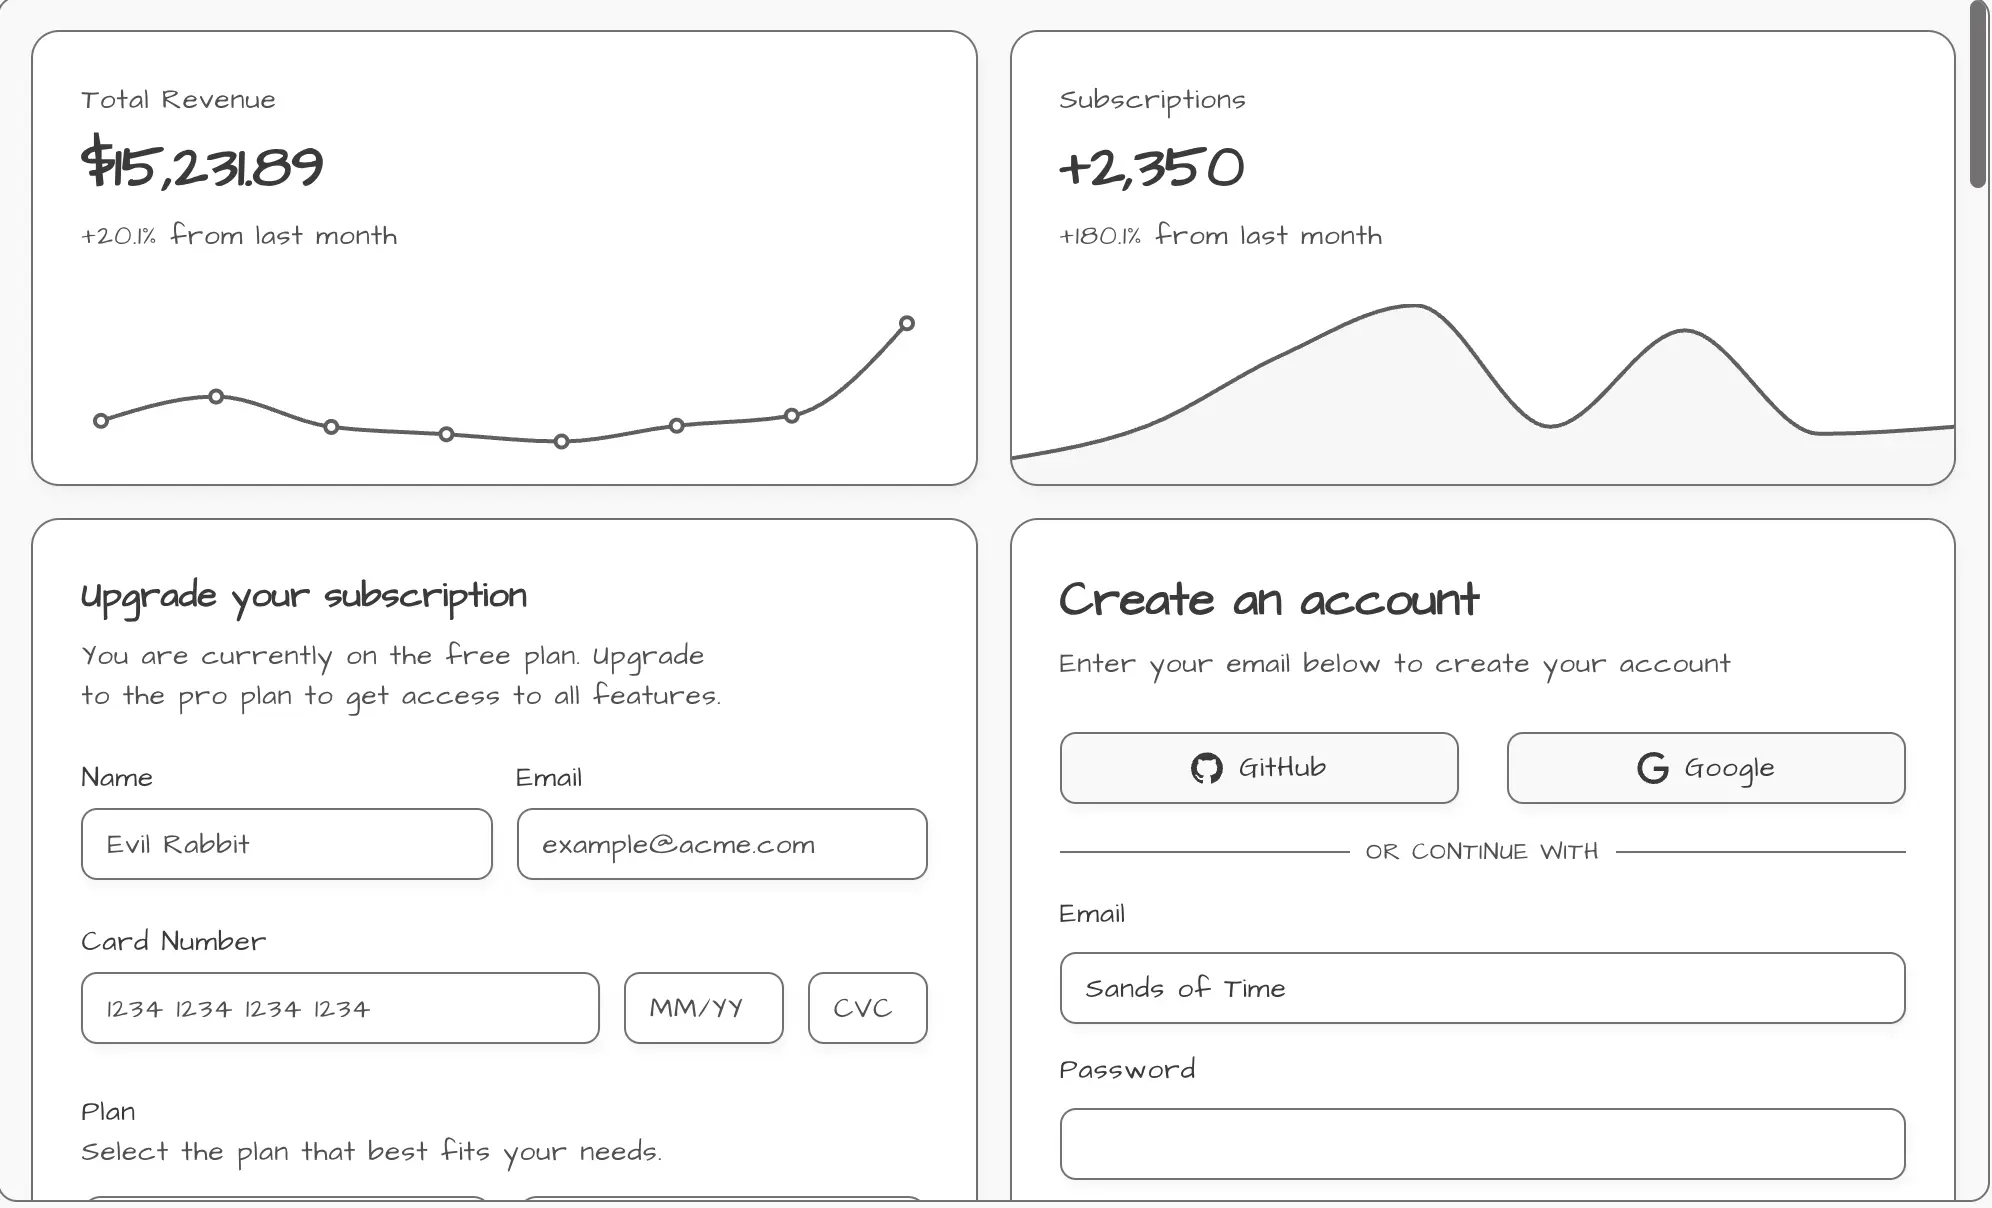 Total Revenue
$15,231.89
+20.1% from last month
Subscriptions
+2,350
+180.1% from last month
Upgrade your subscription
You are currently on the free plan. Upgrade
to the pro plan to get access to all features.
Name
Email
Evil Rabbit
example@acme.com
Card Number
1234 1234 1234 1234
MM/YY
CVC
Plan
Select the plan that best fits your needs.
Create an account
Enter your email below to create your account
GitHub
Google
OR CONTINUE WITH
Email
Sands of Time
Password